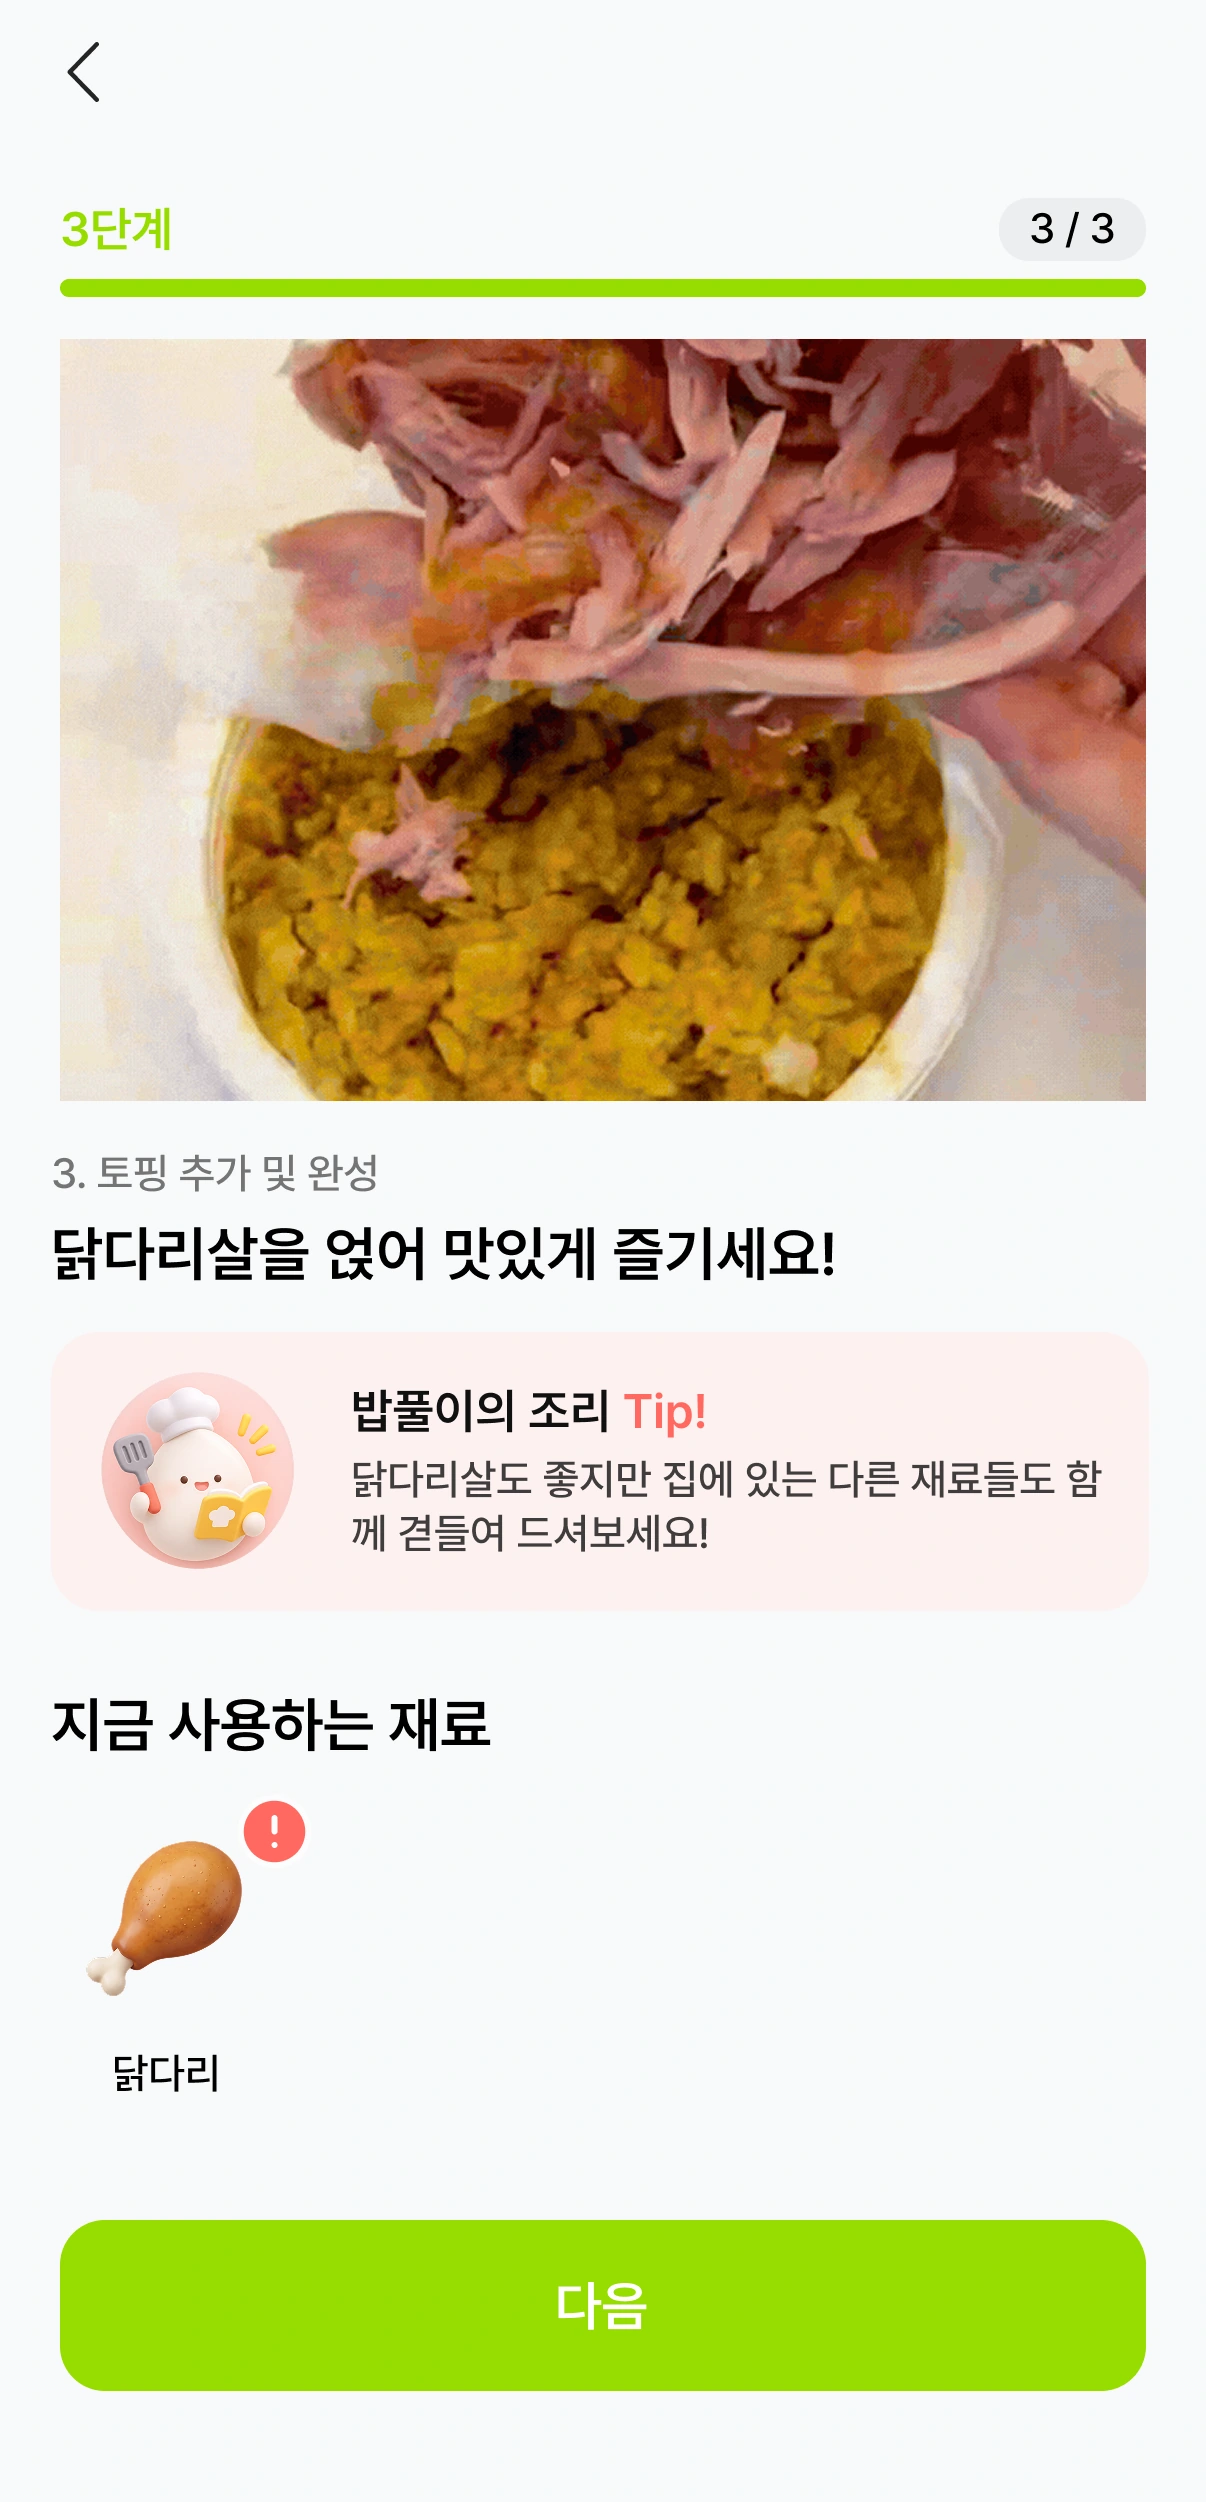 3단계
3 / 3
3. 토핑 추가 및 완성
닭다리살을 얹어 맛있게 즐기세요!
밥풀이의 조리 Tip!
닭다리살도 좋지만 집에 있는 다른 재료들도 함
께 곁들여 드셔보세요!
지금 사용하는 재료
!
닭다리
다음